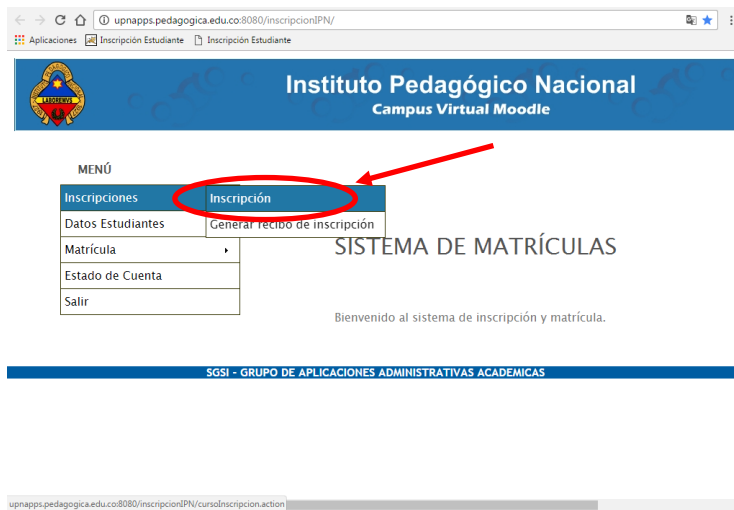 upnapps.pedagogica.edu.co:8080/inscripcionIPN/
Aplicaciones Inscripción Estudiante Inscripción Estudiante
Instituto Pedagógico Nacional
Campus Virtual Moodle
LABOREMVS
MENÚ
Inscripciones
Inscripción
Datos Estudiantes
Generar recibo de inscripción
Matrícula
Estado de Cuenta
Salir
SISTEMA DE MATRÍCULAS
Bienvenido al sistema de inscripción y matrícula.
SGSI - GRUPO DE APLICACIONES ADMINISTRATIVAS ACADEMICAS
upnapps.pedagogica.edu.co:8080/inscripcionIPN/cursoInscripcion.action